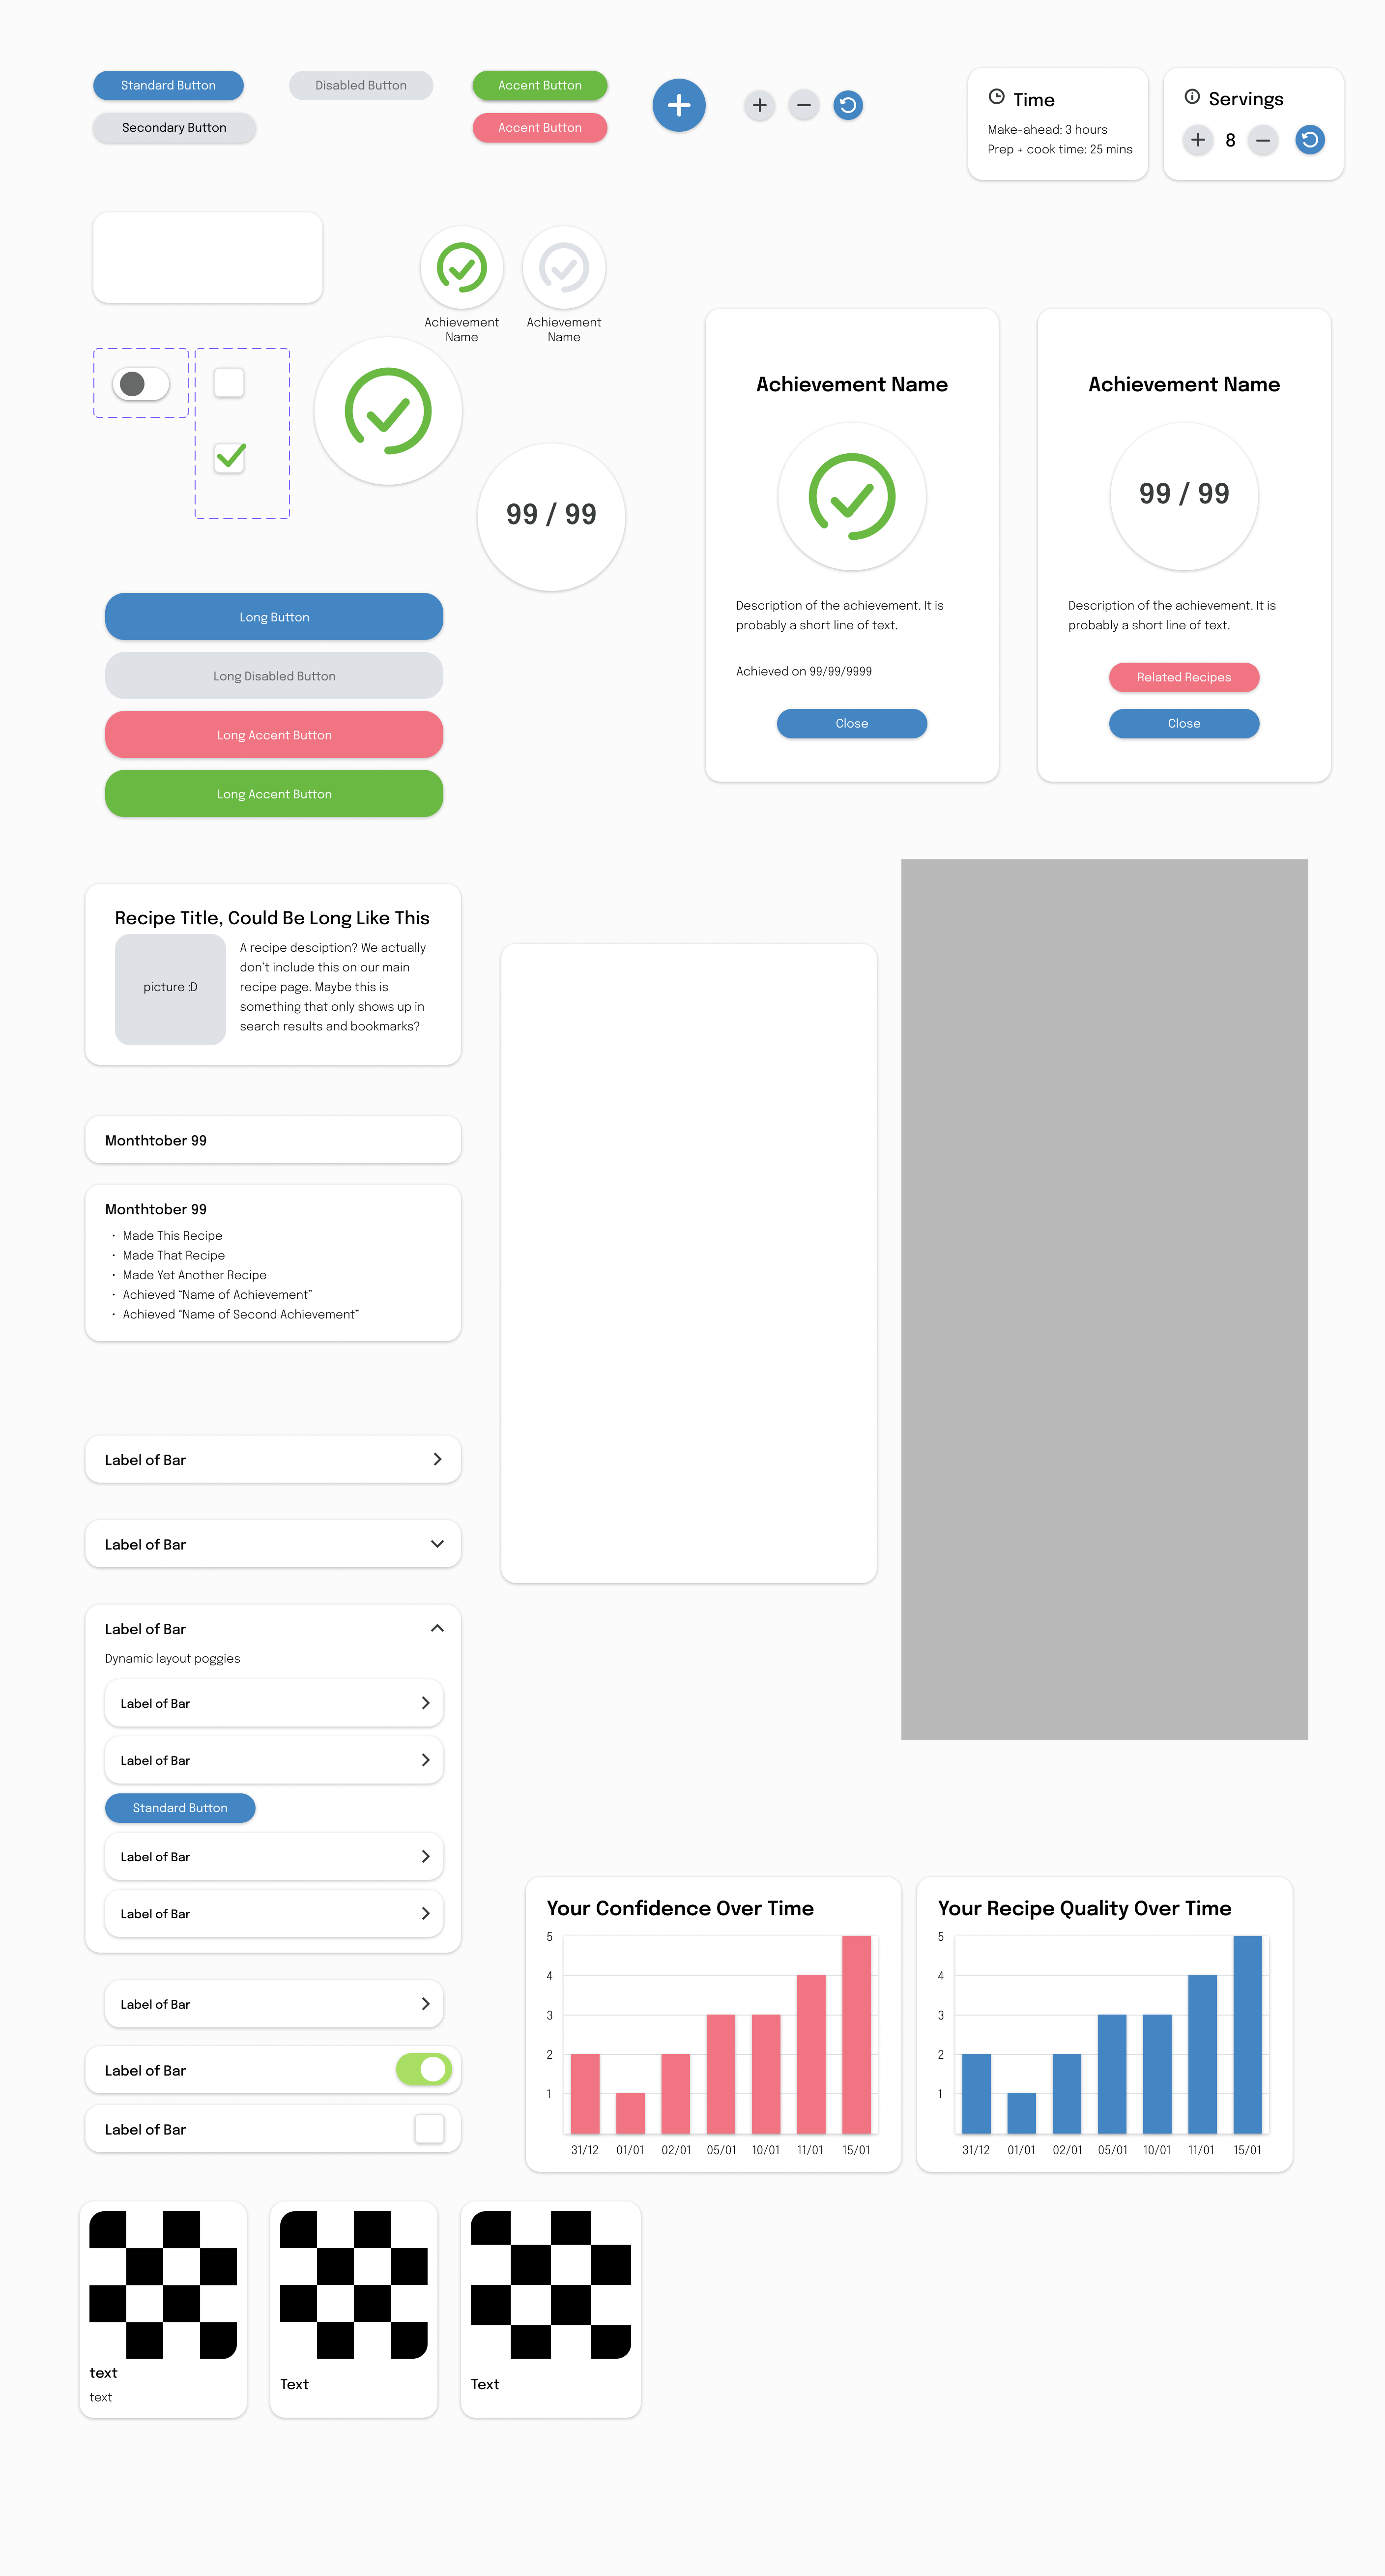 Standard Button
Disabled Button
Accent Button
Secondary Button
Accent Button
Time
Make-ahead: 3 hours
Prep + cook time: 25 mins
Servings
8
Achievement
Name
Achievement
Name
99 / 99
Achievement Name
Description of the achievement. It is
probably a short line of text.
Achieved on 99/99/9999
Close
Achievement Name
99 / 99
Description of the achievement. It is
probably a short line of text.
Related Recipes
Close
Long Button
Long Disabled Button
Long Accent Button
Long Accent Button
Recipe Title, Could Be Long Like This
picture :D
A recipe desciption? We actually
don't include this on our main
recipe page. Maybe this is
something that only shows up in
search results and bookmarks?
Monthtober 99
Monthtober 99
• Made This Recipe
• Made That Recipe
• Made Yet Another Recipe
• Achieved “Name of Achievement”
• Achieved “Name of Second Achievement”
Label of Bar
Label of Bar
Label of Bar
Dynamic layout poggies
Label of Bar
Label of Bar
Standard Button
Label of Bar
Label of Bar
Label of Bar
Label of Bar
Label of Bar
Your Confidence Over Time
5
4
3
2
1
31/12 01/01 02/01 05/01 10/01 11/01 15/01
Your Recipe Quality Over Time
5
4
3
2
1
31/12 01/01 02/01 05/01 10/01 11/01 15/01
text
text
Text
Text